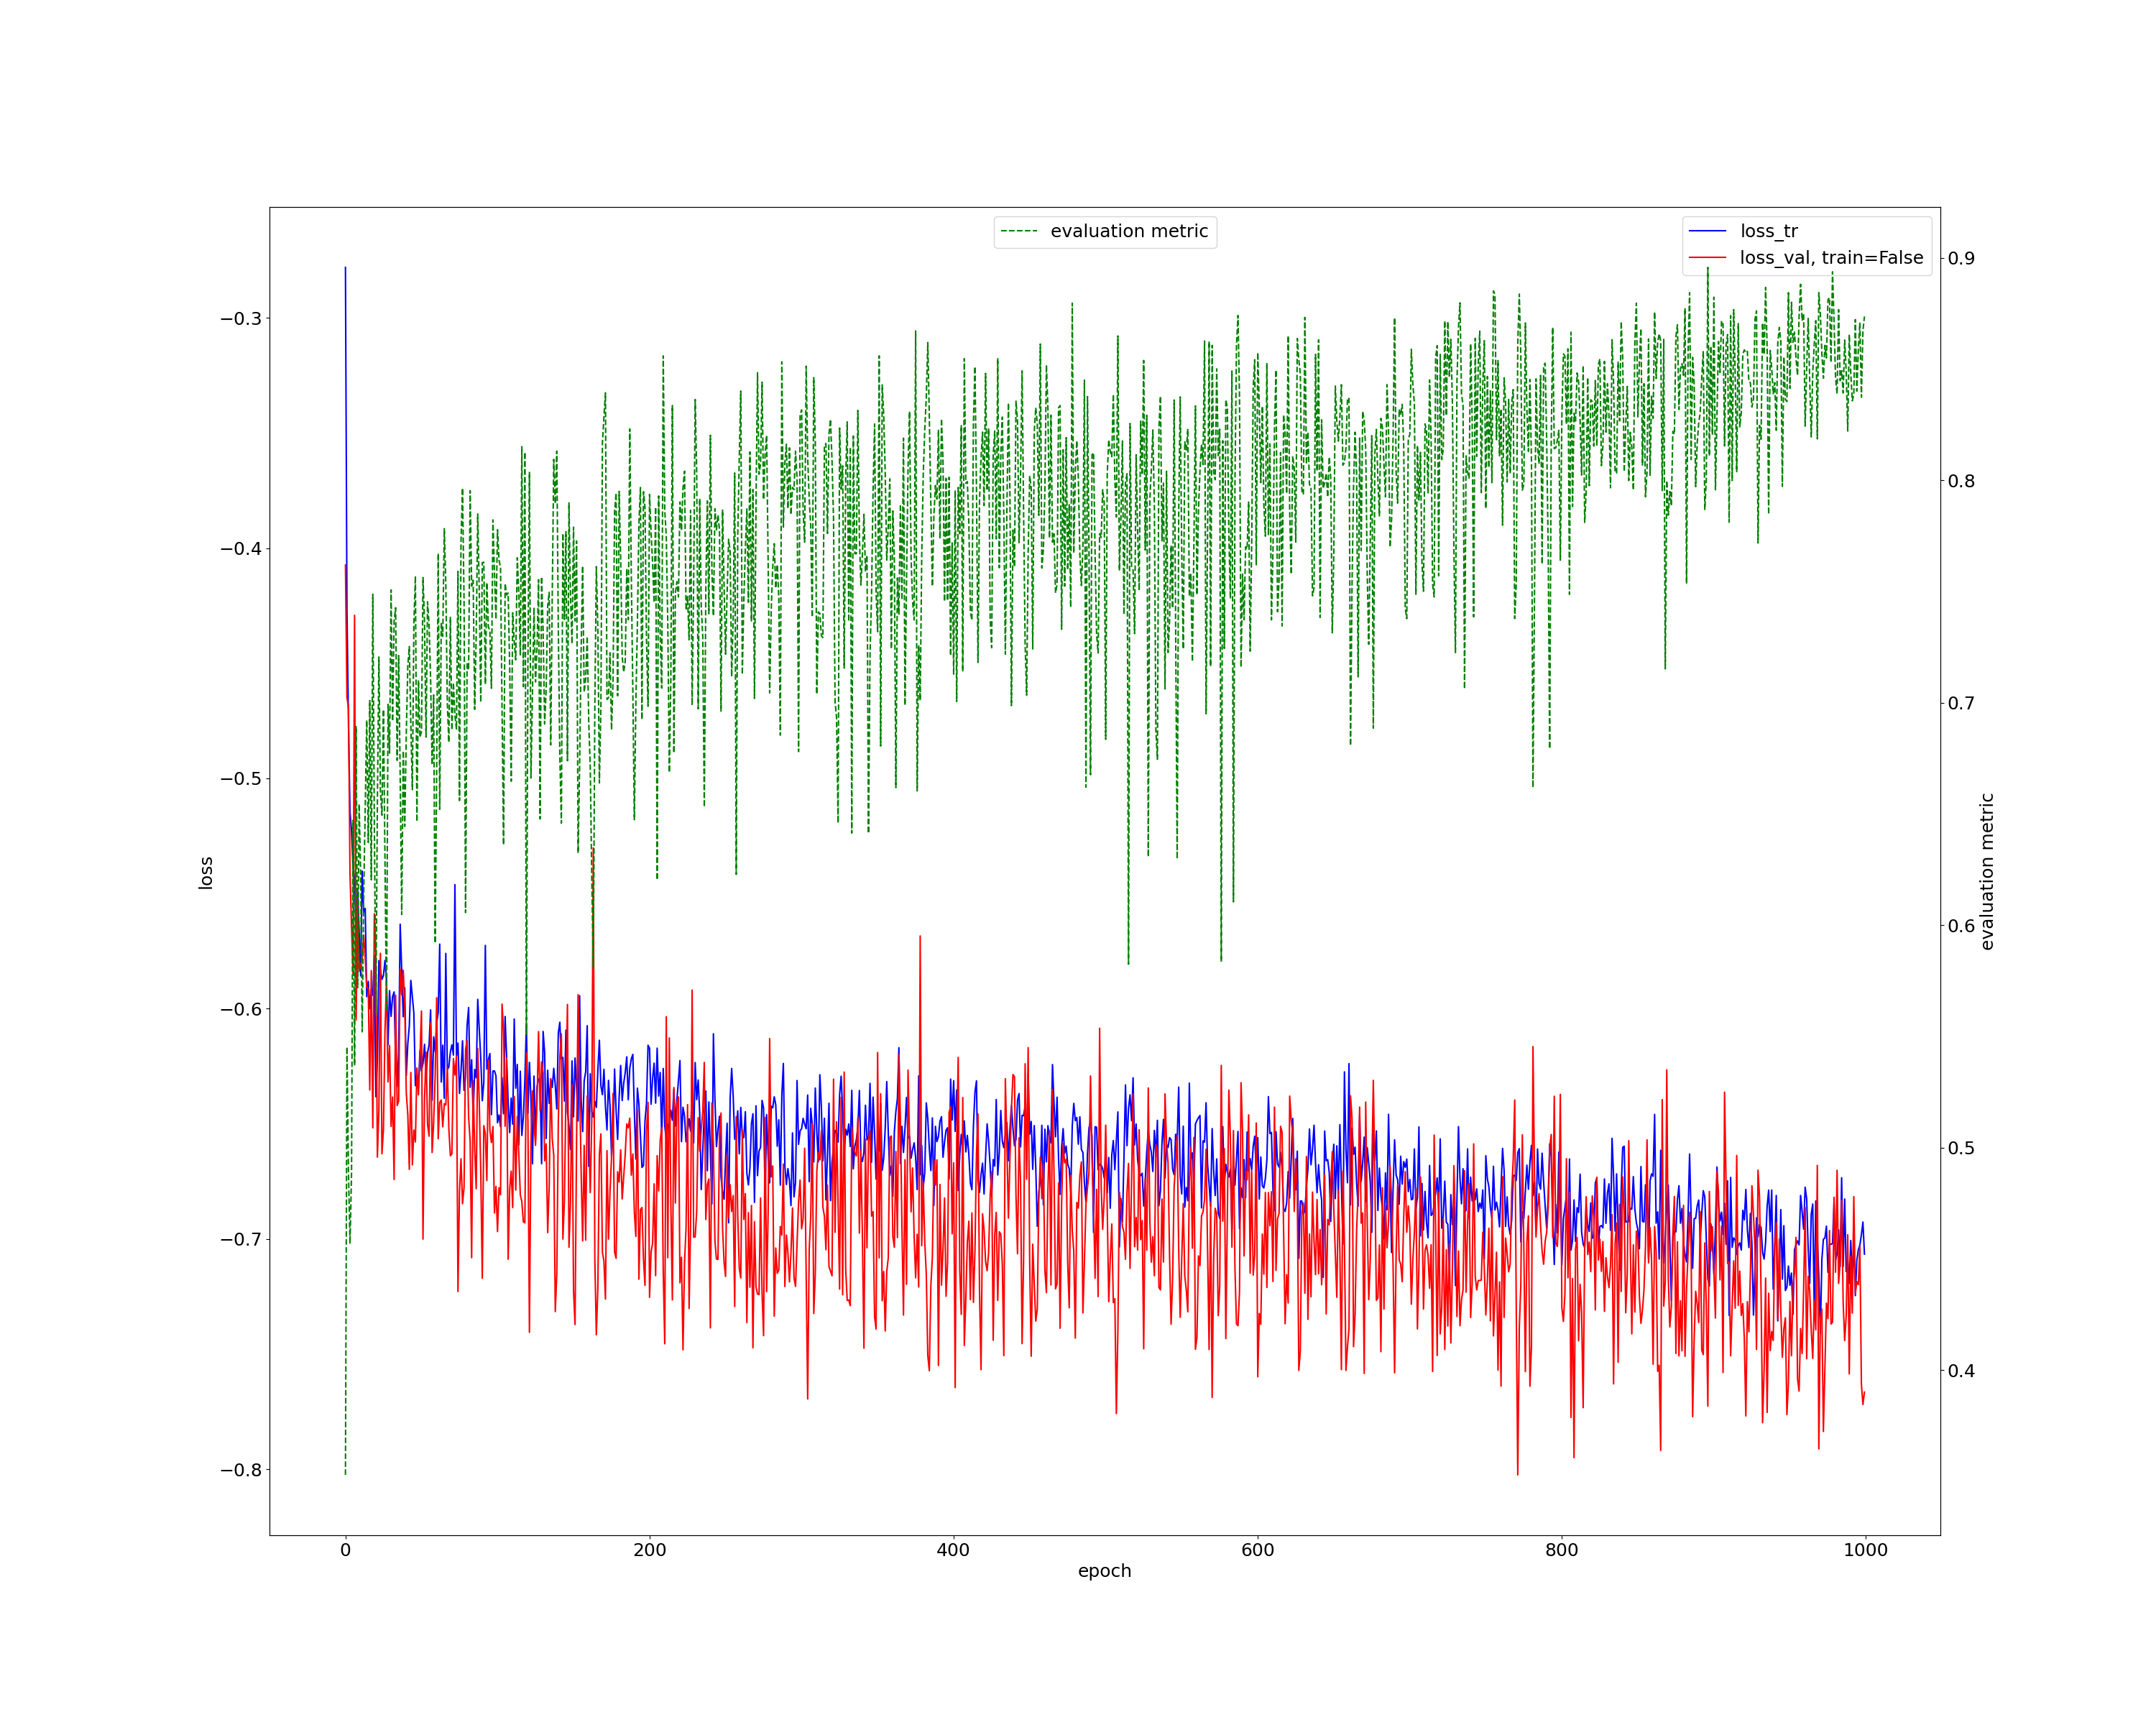 evaluation metric
loss_tr
loss_val, train=False
−0.3
−0.4
−0.5
−0.6
−0.7
−0.8
loss
0.9
0.8
0.7
0.6
0.5
0.4
evaluation metric
0 200 400 600 800 1000
epoch